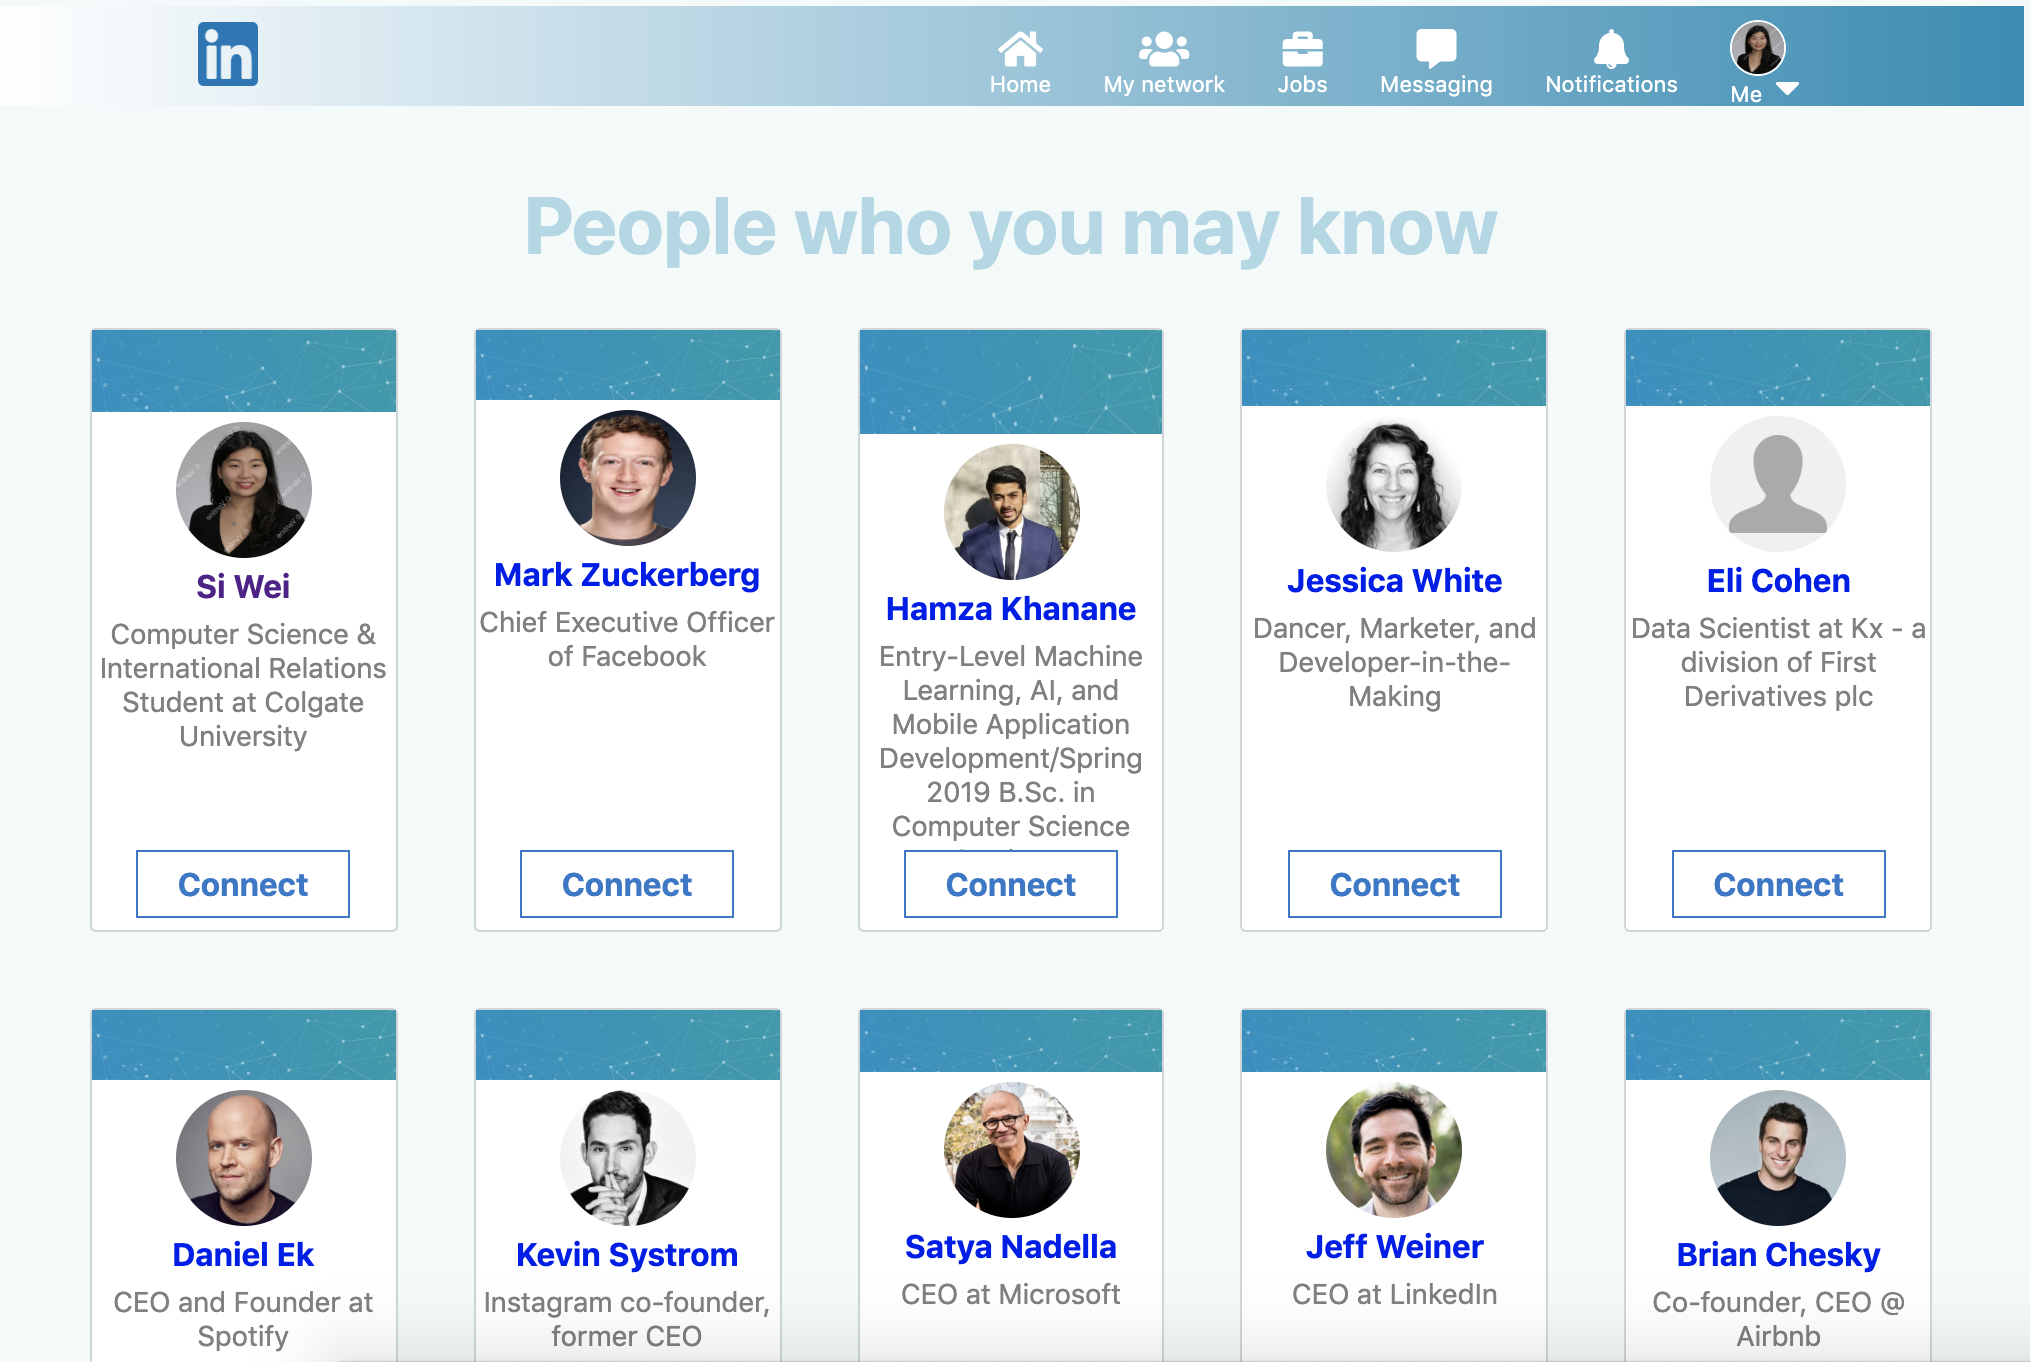 in
Home
My network
Jobs
Messaging
Notifications
Me
People who you may know
Si Wei
Computer Science &
International Relations
Student at Colgate
University
Connect
Mark Zuckerberg
Chief Executive Officer
of Facebook
Connect
Hamza Khanane
Entry-Level Machine
Learning, AI, and
Mobile Application
Development/Spring
2019 B.Sc. in
Computer Science
Connect
Jessica White
Dancer, Marketer, and
Developer-in-the-
Making
Connect
Eli Cohen
Data Scientist at Kx - a
division of First
Derivatives plc
Connect
Daniel Ek
CEO and Founder at
Spotify
Kevin Systrom
Instagram co-founder,
former CEO
Satya Nadella
CEO at Microsoft
Jeff Weiner
CEO at LinkedIn
Brian Chesky
Co-founder, CEO @
Airbnb